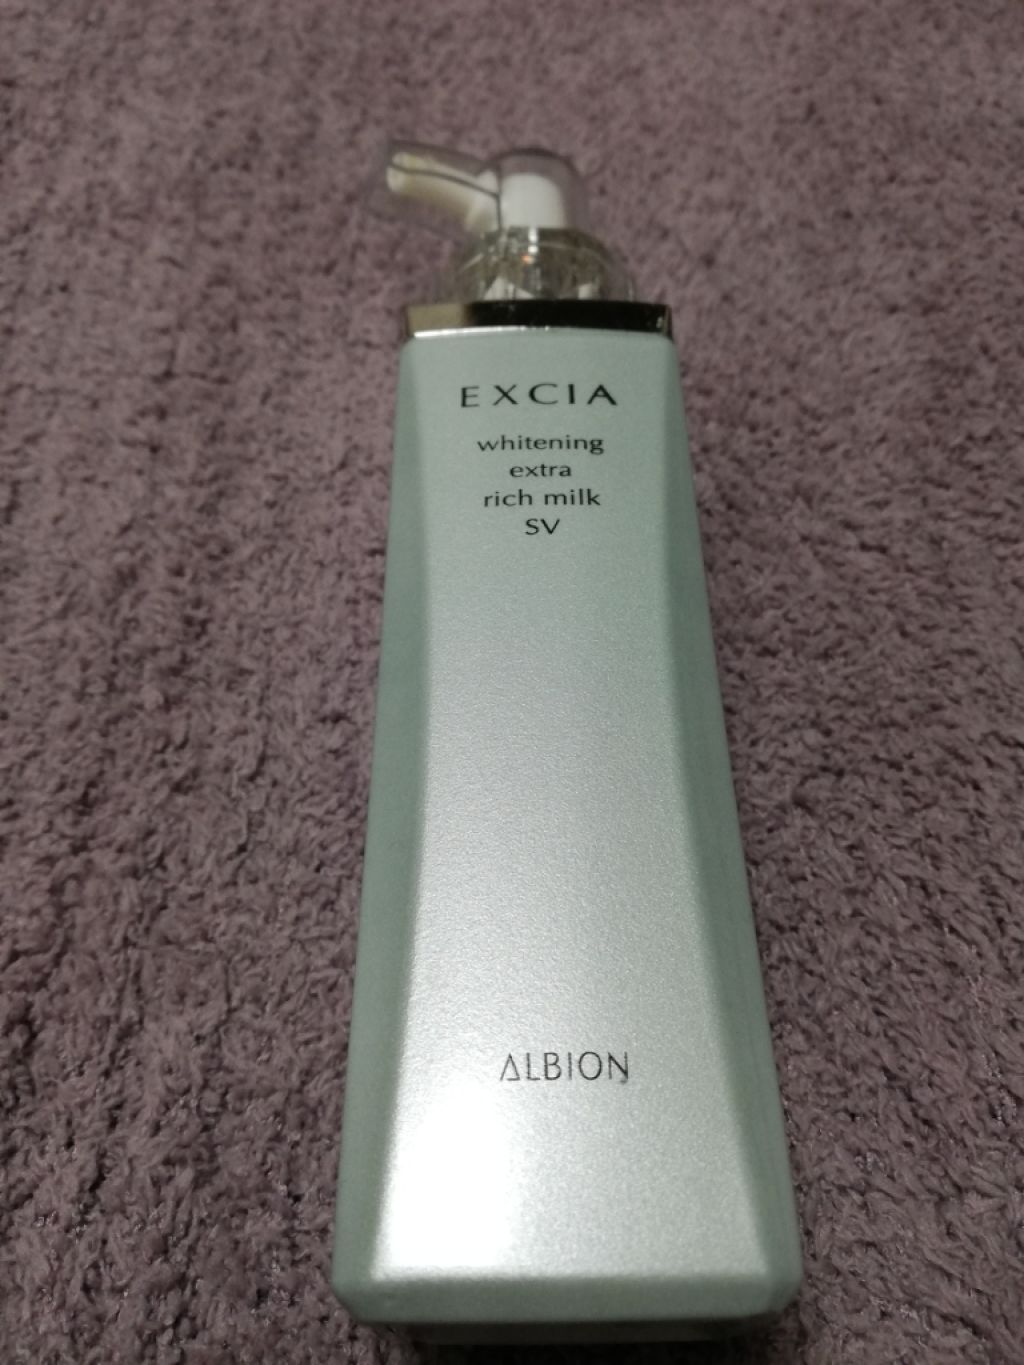 EXCIA
whitening
extra
rich milk
SV
ALBION